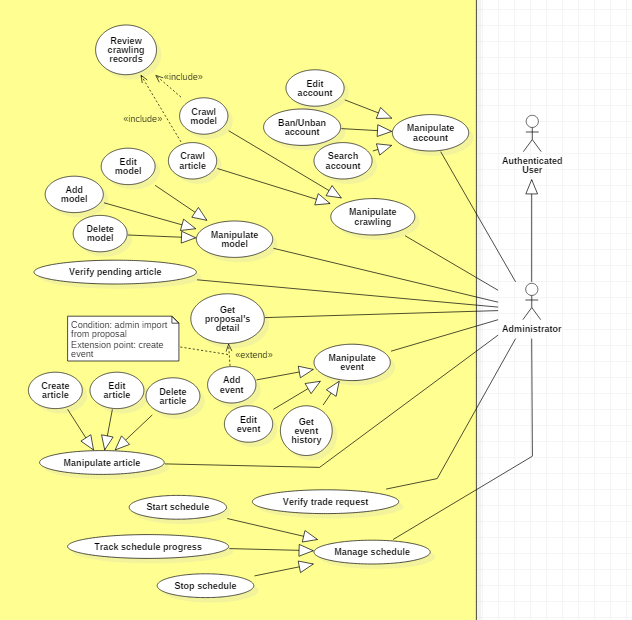 Review
crawling
records
«include»
«include»
Crawl
model
Crawl
article
Edit
account
Ban/Unban
account
Search
account
Manipulate
account
Authenticated
User
Edit
model
Add
model
Delete
model
Manipulate
model
Manipulate
crawling
Verify pending article
Get
proposal's
detail
Administrator
Condition: admin import
from proposal
Extension point: create
event
«extend»
Manipulate
event
Add
event
Edit
event
Get
event
history
Create
article
Edit
article
Delete
article
Manipulate article
Verify trade request
Start schedule
Track schedule progress
Stop schedule
Manage schedule